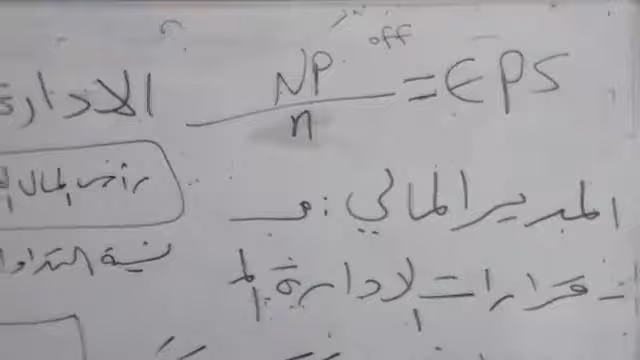 off
NP
—— = EPS
n
الادارة
رأس المال
المدير المالي :
نسبة التداول
قرارات الادارة